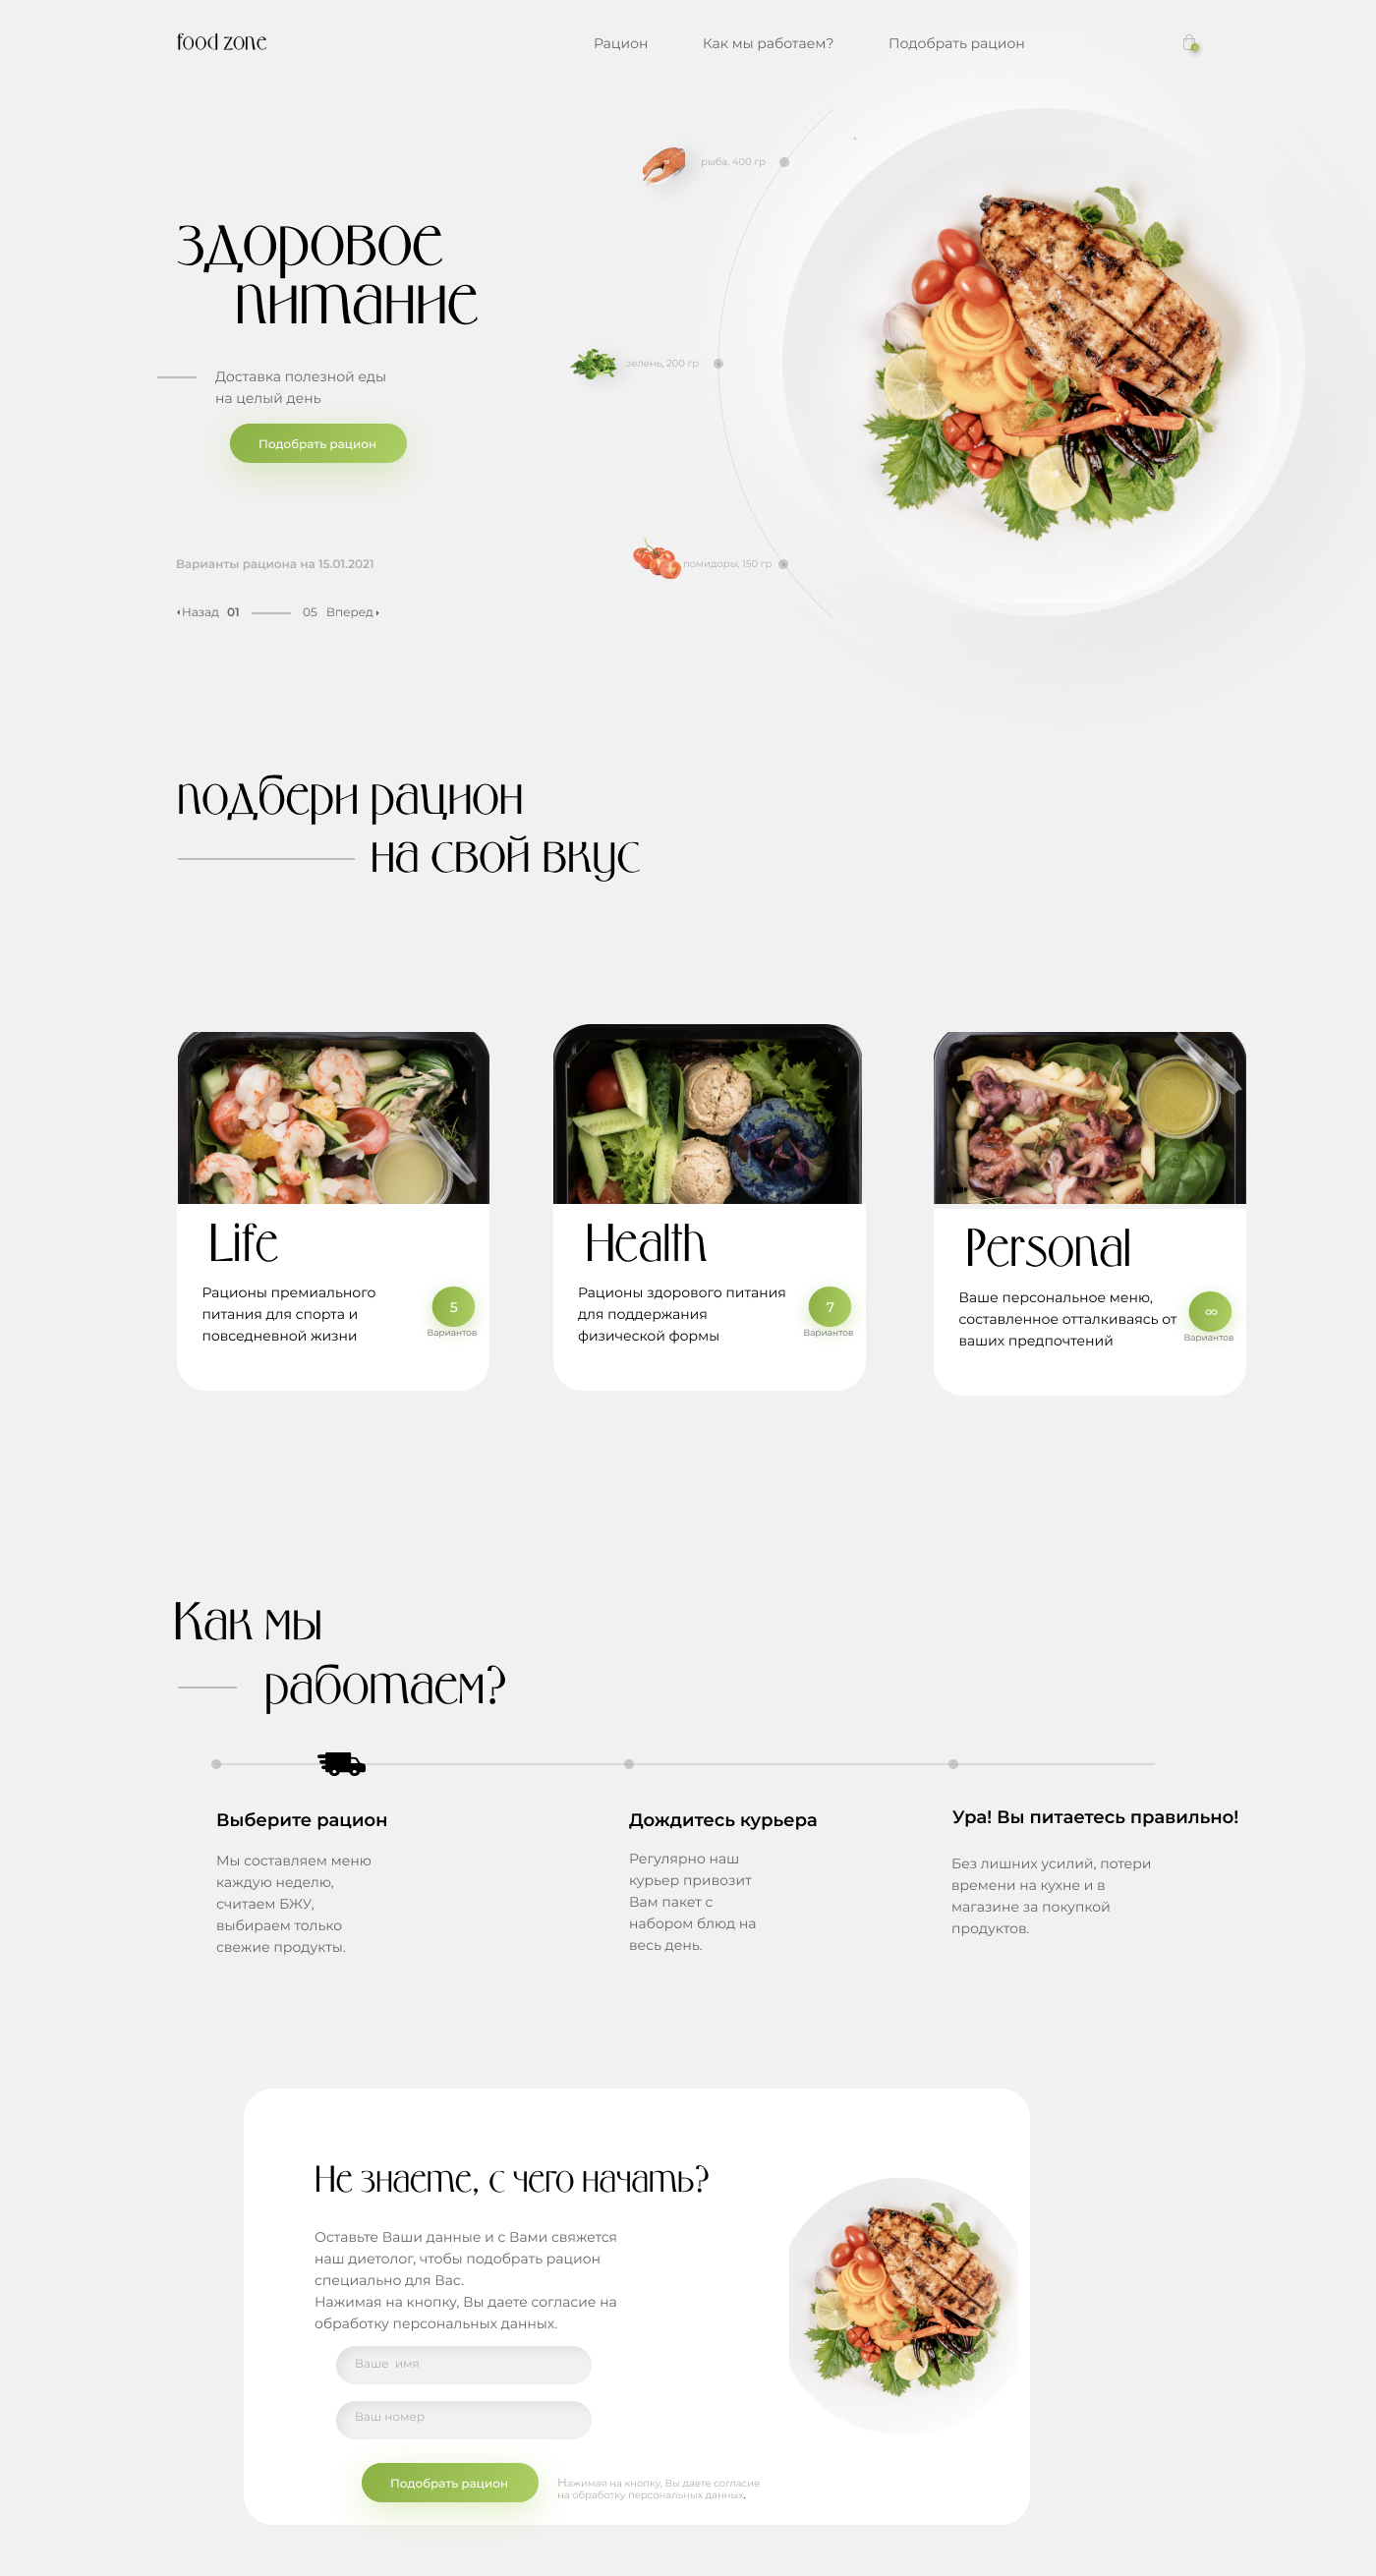 food zone
Рацион
Как мы работаем?
Подобрать рацион
рыба, 400 гр
здоровое
питание
зелень, 200 гр
Доставка полезной еды
на целый день
Подобрать рацион
помидоры, 150 гр
Варианты рациона на 15.01.2021
Назад 01 05 Вперед
подбери рацион
на свой вкус
Life
Рационы премиального
питания для спорта и
повседневной жизни
5
Вариантов
Health
Рационы здорового питания
для поддержания
физической формы
7
Вариантов
Personal
Ваше персональное меню,
составленное отталкиваясь от
ваших предпочтений
∞
Вариантов
Как мы
работаем?
Выберите рацион
Мы составляем меню
каждую неделю,
считаем БЖУ,
выбираем только
свежие продукты.
Дождитесь курьера
Регулярно наш
курьер привозит
Вам пакет с
набором блюд на
весь день.
Ура! Вы питаетесь правильно!
Без лишних усилий, потери
времени на кухне и в
магазине за покупкой
продуктов.
Не знаете, с чего начать?
Оставьте Ваши данные и с Вами свяжется
наш диетолог, чтобы подобрать рацион
специально для Вас.
Нажимая на кнопку, Вы даете согласие на
обработку персональных данных.
Ваше имя
Ваш номер
Подобрать рацион
Нажимая на кнопку, Вы даете согласие
на обработку персональных данных.